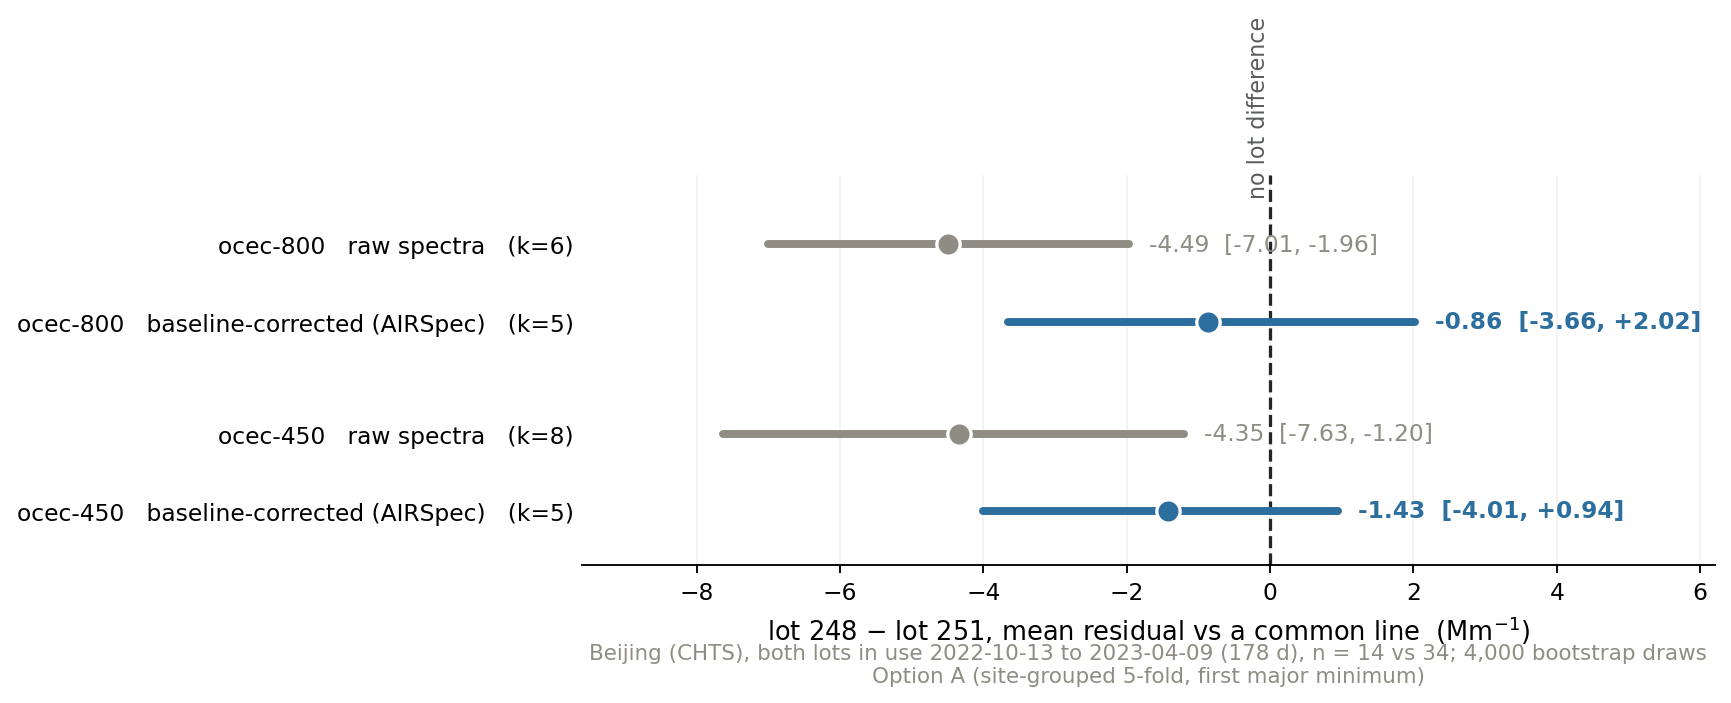 no lot difference
ocec-800   raw spectra   (k=6)
-4.49  [-7.01, -1.96]
ocec-800   baseline-corrected (AIRSpec)   (k=5)
-0.86  [-3.66, +2.02]
ocec-450   raw spectra   (k=8)
-4.35  [-7.63, -1.20]
ocec-450   baseline-corrected (AIRSpec)   (k=5)
-1.43  [-4.01, +0.94]
−8 −6 −4 −2 0 2 4 6
lot 248 − lot 251, mean residual vs a common line  (Mm⁻¹)
Beijing (CHTS), both lots in use 2022-10-13 to 2023-04-09 (178 d), n = 14 vs 34; 4,000 bootstrap draws
Option A (site-grouped 5-fold, first major minimum)